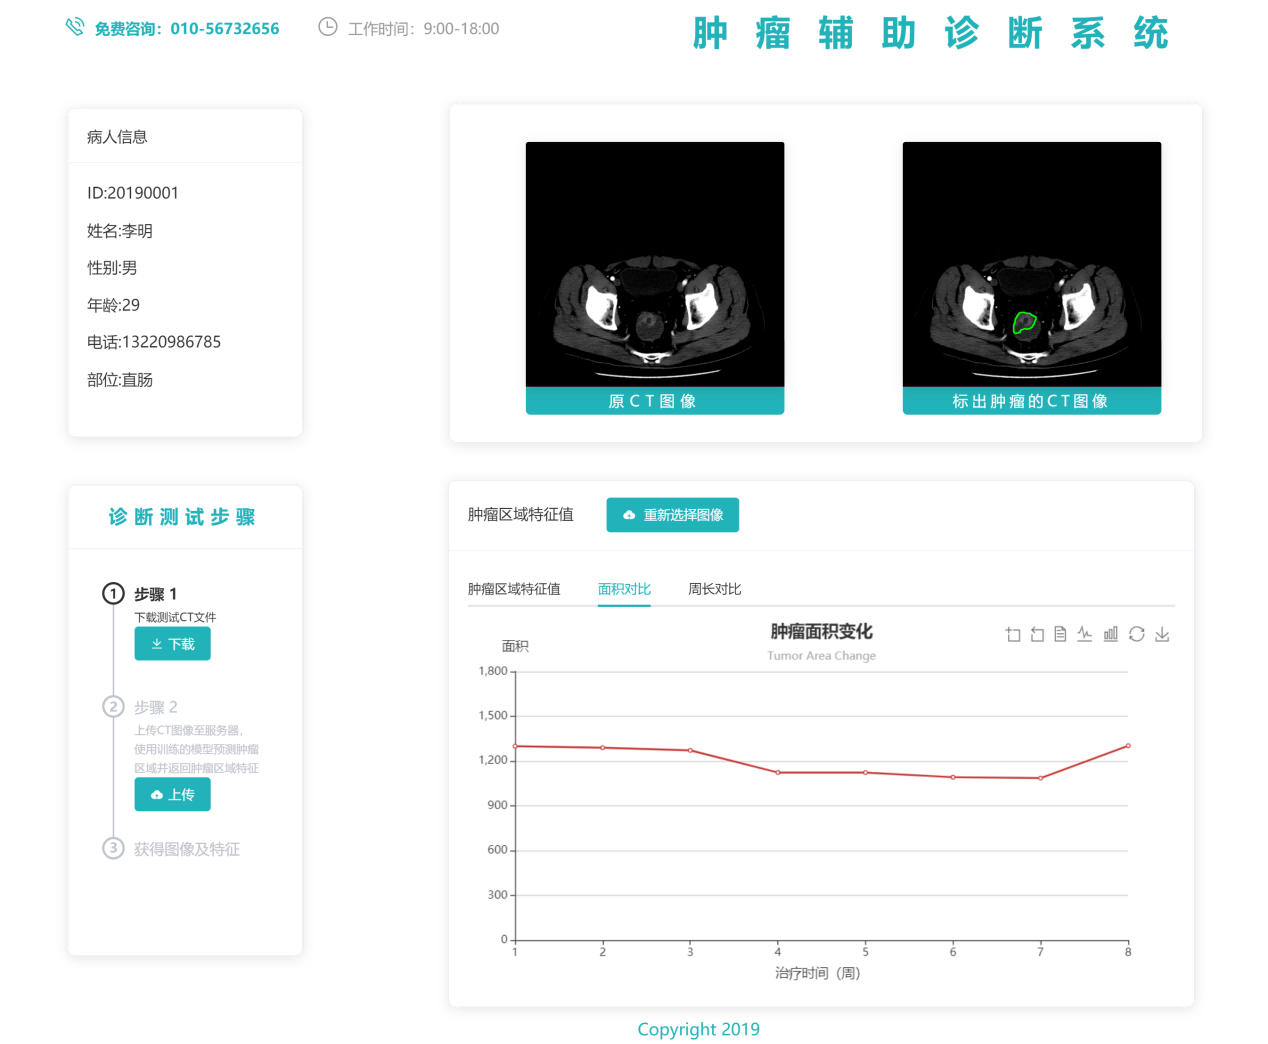 免费咨询：010-56732656
工作时间：9:00-18:00
肿瘤辅助诊断系统
病人信息
ID:20190001
姓名:李明
性别:男
年龄:29
电话:13220986785
部位:直肠
原CT图像
标出肿瘤的CT图像
诊断测试步骤
1 步骤 1
下载测试CT文件
下载
2 步骤 2
上传CT图像至服务器，
使用训练的模型预测肿瘤
区域并返回肿瘤区域特征
上传
3 获得图像及特征
肿瘤区域特征值
重新选择图像
肿瘤区域特征值
面积对比
周长对比
肿瘤面积变化
Tumor Area Change
面积
1,800
1,500
1,200
900
600
300
0
1 2 3 4 5 6 7 8
治疗时间（周）
Copyright 2019